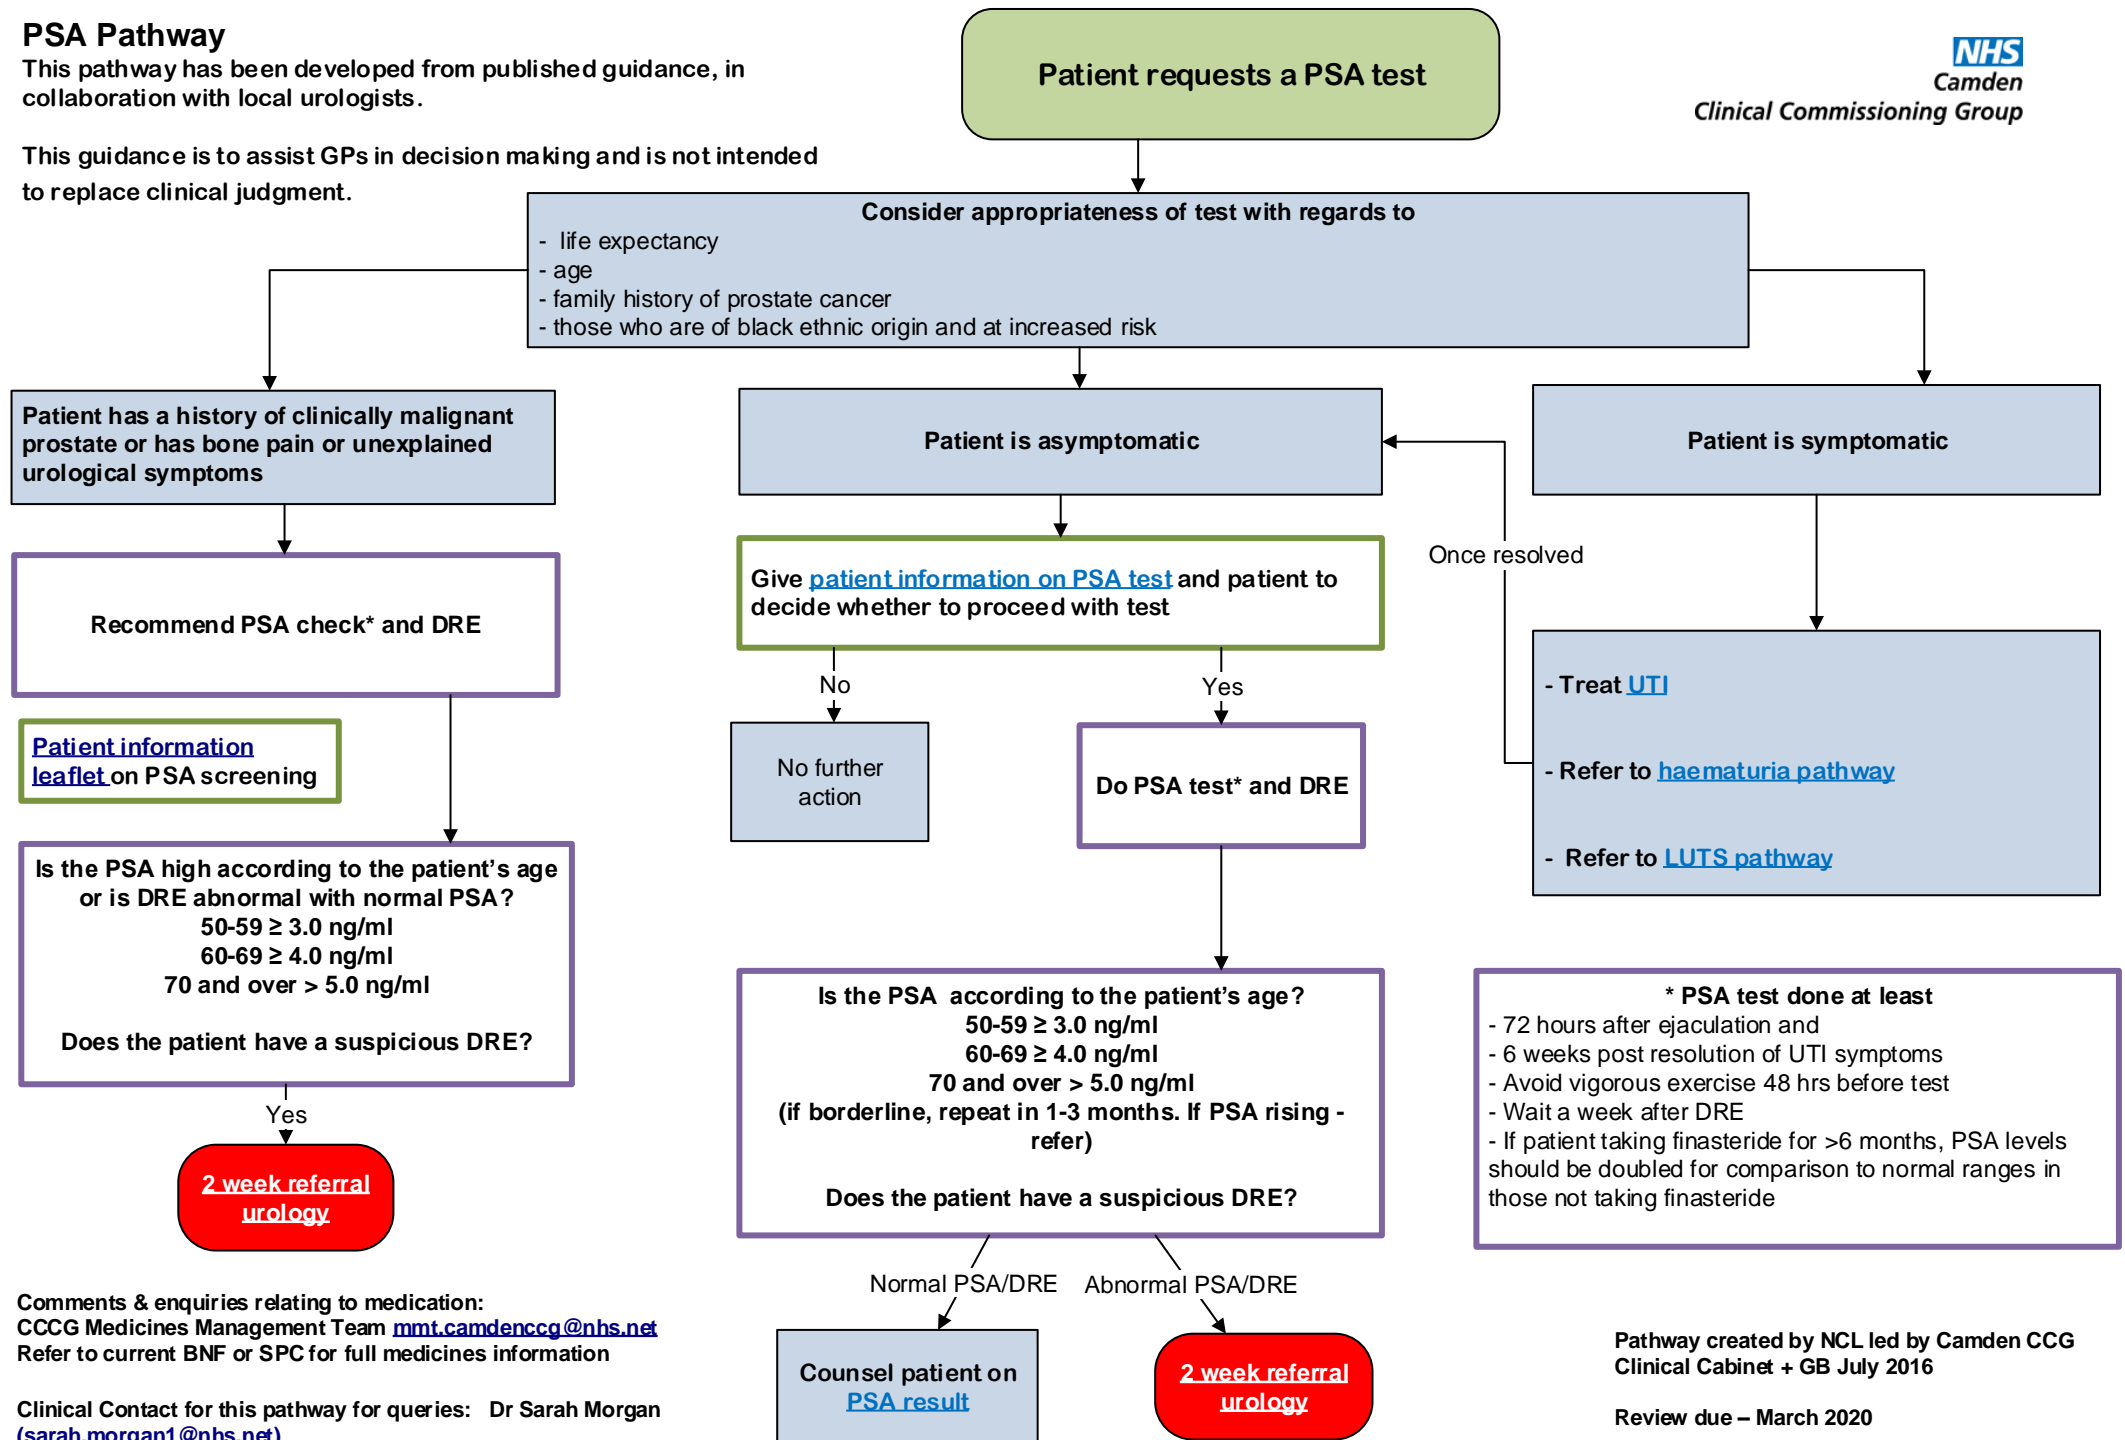 PSA Pathway
This pathway has been developed from published guidance, in
collaboration with local urologists.
This guidance is to assist GPs in decision making and is not intended
to replace clinical judgment.
Patient requests a PSA test
NHS
Camden
Clinical Commissioning Group
Consider appropriateness of test with regards to
- life expectancy
- age
- family history of prostate cancer
- those who are of black ethnic origin and at increased risk
Patient has a history of clinically malignant
prostate or has bone pain or unexplained
urological symptoms
Patient is asymptomatic
Patient is symptomatic
Recommend PSA check* and DRE
Give patient information on PSA test and patient to
decide whether to proceed with test
Once resolved
No
Yes
- Treat UTI
- Refer to haematuria pathway
- Refer to LUTS pathway
Patient information
leaflet on PSA screening
No further
action
Do PSA test* and DRE
Is the PSA high according to the patient's age
or is DRE abnormal with normal PSA?
50-59 ≥ 3.0 ng/ml
60-69 ≥ 4.0 ng/ml
70 and over > 5.0 ng/ml
Does the patient have a suspicious DRE?
Yes
2 week referral
urology
Is the PSA according to the patient's age?
50-59 ≥ 3.0 ng/ml
60-69 ≥ 4.0 ng/ml
70 and over > 5.0 ng/ml
(if borderline, repeat in 1-3 months. If PSA rising -
refer)
Does the patient have a suspicious DRE?
* PSA test done at least
- 72 hours after ejaculation and
- 6 weeks post resolution of UTI symptoms
- Avoid vigorous exercise 48 hrs before test
- Wait a week after DRE
- If patient taking finasteride for >6 months, PSA levels
should be doubled for comparison to normal ranges in
those not taking finasteride
Normal PSA/DRE
Abnormal PSA/DRE
Counsel patient on
PSA result
2 week referral
urology
Comments & enquiries relating to medication:
CCCG Medicines Management Team mmt.camdenccg@nhs.net
Refer to current BNF or SPC for full medicines information
Clinical Contact for this pathway for queries: Dr Sarah Morgan
(sarah.morgan1@nhs.net)
Pathway created by NCL led by Camden CCG
Clinical Cabinet + GB July 2016
Review due – March 2020